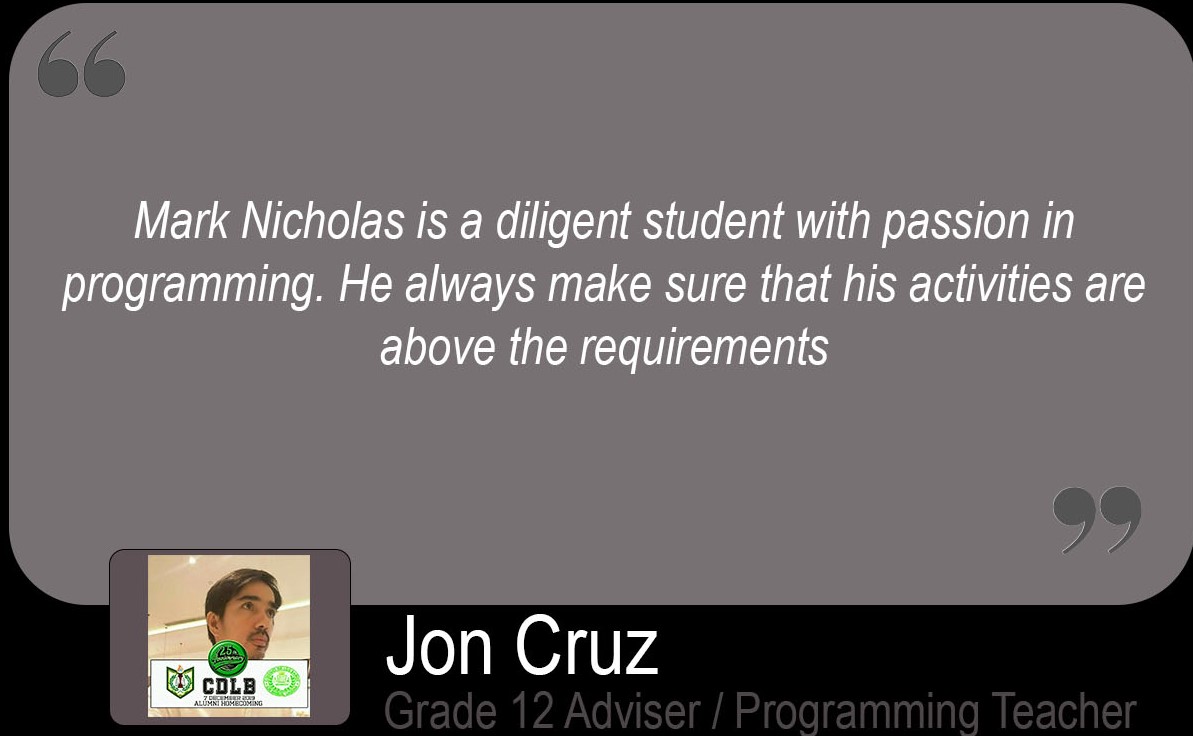 “
Mark Nicholas is a diligent student with passion in
programming. He always make sure that his activities are
above the requirements
”
25th
Anniversary
CDLB
7 DECEMBER 2019
ALUMNI HOMECOMING
Jon Cruz
Grade 12 Adviser / Programming Teacher